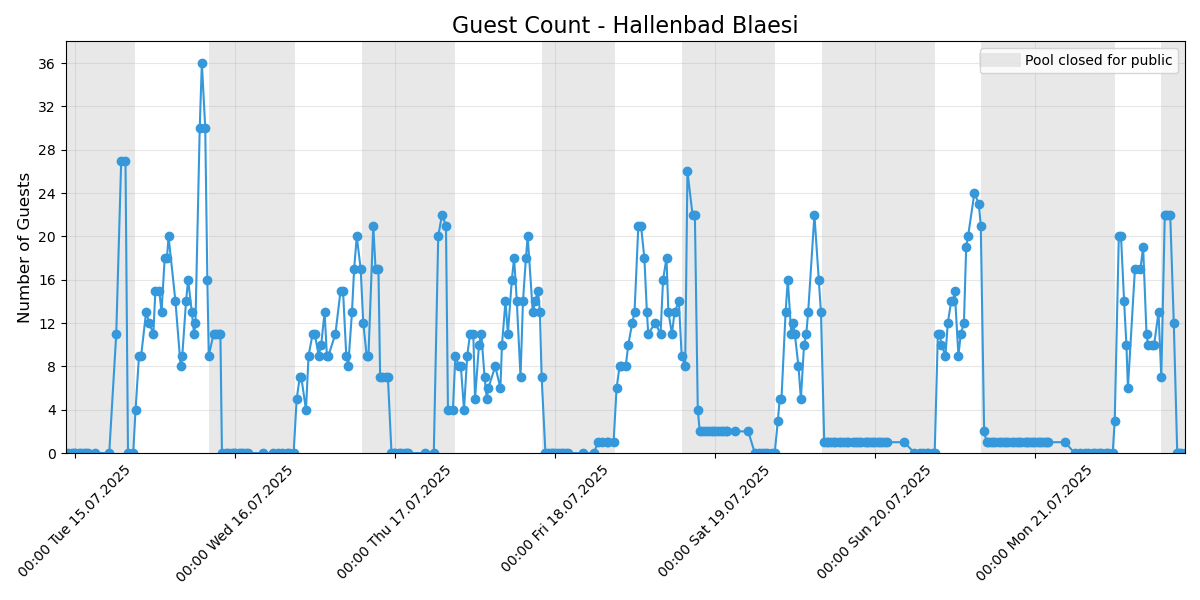 Guest Count - Hallenbad Blaesi
Pool closed for public
Number of Guests
36
32
28
24
20
16
12
8
4
0
00:00 Tue 15.07.2025
00:00 Wed 16.07.2025
00:00 Thu 17.07.2025
00:00 Fri 18.07.2025
00:00 Sat 19.07.2025
00:00 Sun 20.07.2025
00:00 Mon 21.07.2025